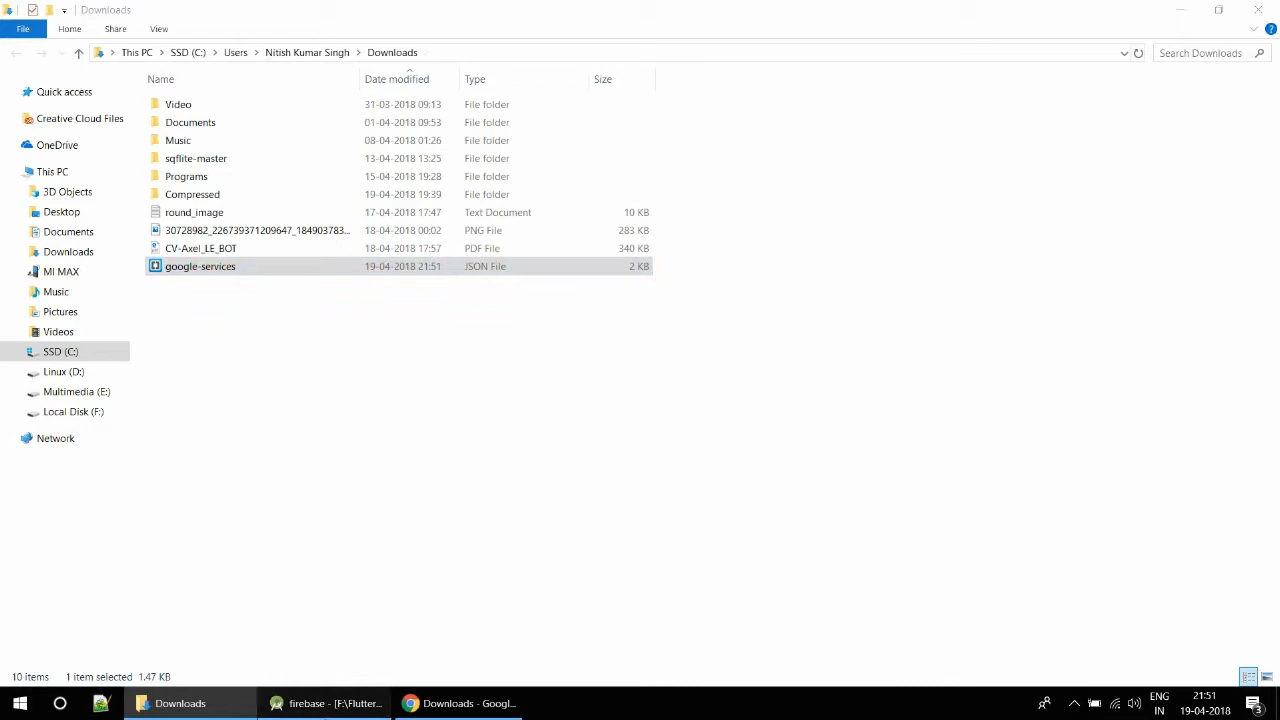 Downloads
File Home Share View
This PC SSD (C:) Users Nitish Kumar Singh Downloads Search Downloads
Name Date modified Type Size
Quick access
Creative Cloud Files
OneDrive
This PC
3D Objects
Desktop
Documents
Downloads
MI MAX
Music
Pictures
Videos
SSD (C:)
Linux (D:)
Multimedia (E:)
Local Disk (F:)
Network
Video 31-03-2018 09:13 File folder
Documents 01-04-2018 09:53 File folder
Music 08-04-2018 01:26 File folder
sqflite-master 13-04-2018 13:25 File folder
Programs 15-04-2018 19:28 File folder
Compressed 19-04-2018 19:39 File folder
round_image 17-04-2018 17:47 Text Document 10 KB
30728982_226739371209647_184903783... 18-04-2018 00:02 PNG File 283 KB
CV-Axel_LE_BOT 18-04-2018 17:57 PDF File 340 KB
google-services 19-04-2018 21:51 JSON File 2 KB
10 items 1 item selected 1.47 KB
Downloads firebase - [F:\Flutter... Downloads - Googl... ENG 21:51
IN 19-04-2018 3